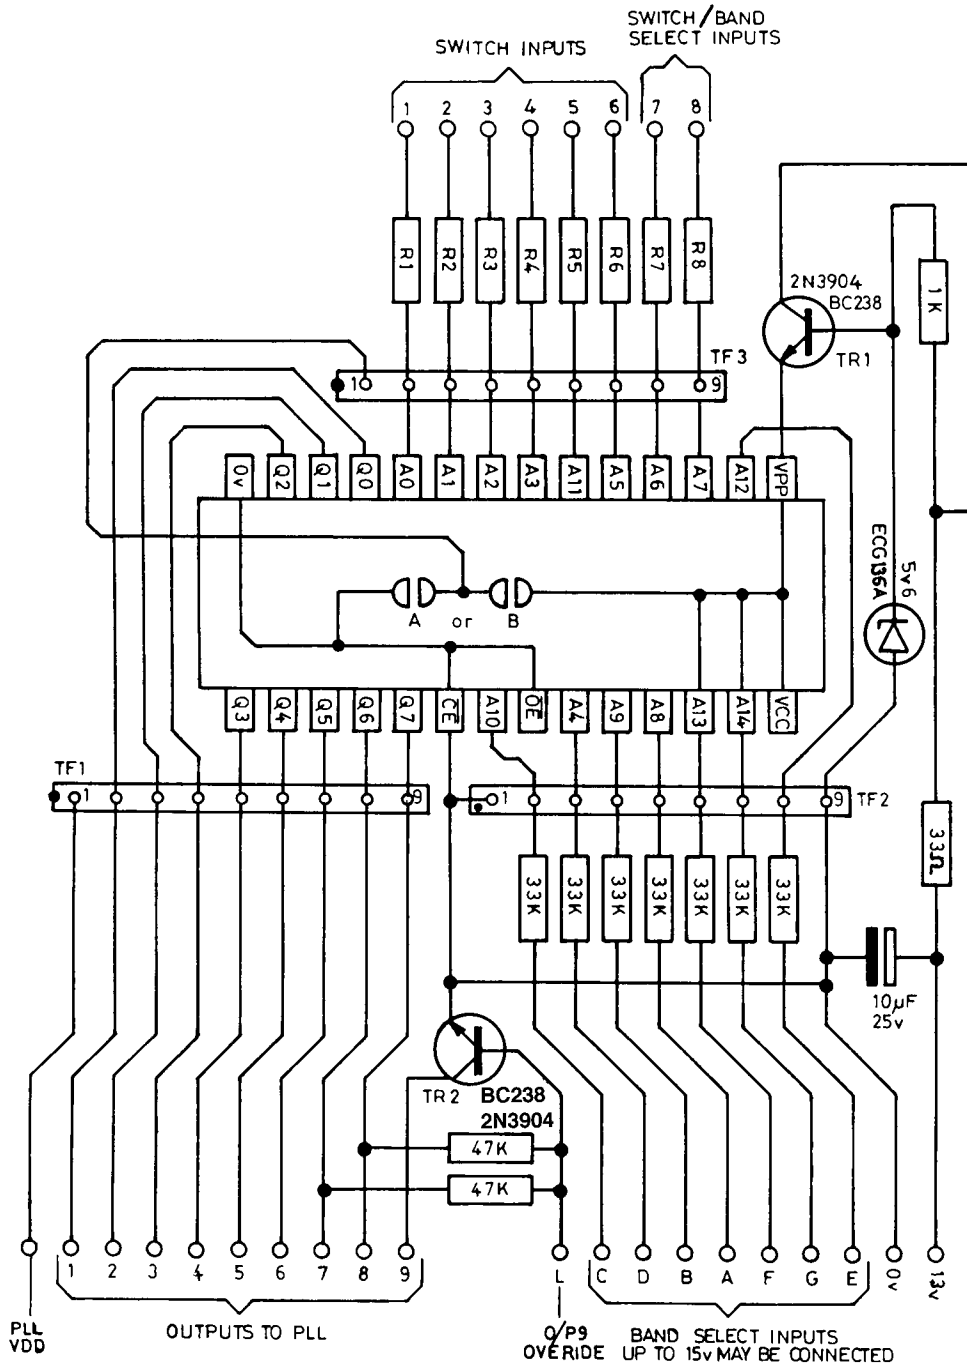 SWITCH/BAND
SELECT INPUTS
SWITCH INPUTS
1 2 3 4 5 6 7 8
R1 R2 R3 R4 R5 R6 R7 R8
2N3904
BC238
TR1
1K
TF3
1 9
0v Q2 Q1 Q0 A0 A1 A2 A3 A11 A5 A6 A7 A12 VPP
ECG136A
5v6
A or B
Q3 Q4 Q5 Q6 Q7 CE A10 OE A4 A9 A8 A13 A14 VCC
TF1
1 9
1 9
TF2
33K 33K 33K 33K 33K 33K 33K
33Ω
10µF
25v
TR2
BC238
2N3904
47K
47K
1 2 3 4 5 6 7 8 9 L C D B A F G E 0v 13v
PLL
VDD
OUTPUTS TO PLL
O/P9
OVERIDE
BAND SELECT INPUTS
UP TO 15v MAY BE CONNECTED